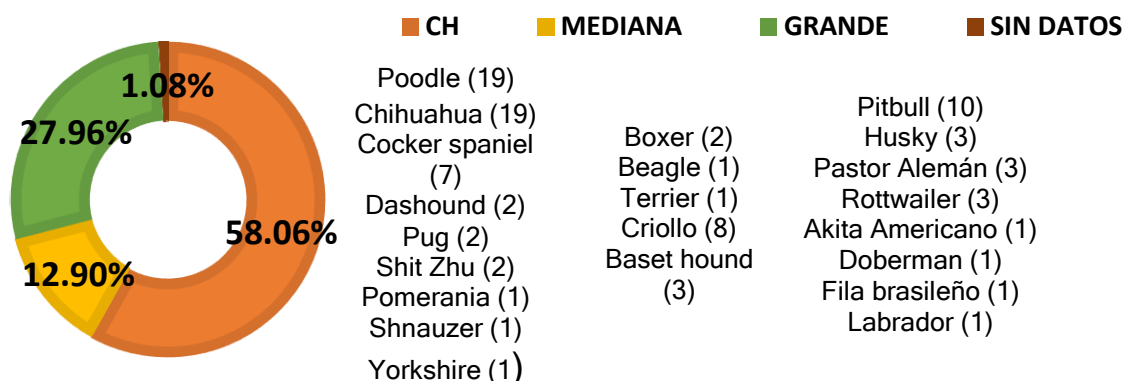 CH MEDIANA GRANDE SIN DATOS
1.08%
27.96%
58.06%
12.90%
Poodle (19)
Chihuahua (19)
Cocker spaniel
(7)
Dashound (2)
Pug (2)
Shit Zhu (2)
Pomerania (1)
Shnauzer (1)
Yorkshire (1)
Boxer (2)
Beagle (1)
Terrier (1)
Criollo (8)
Baset hound
(3)
Pitbull (10)
Husky (3)
Pastor Alemán (3)
Rottwailer (3)
Akita Americano (1)
Doberman (1)
Fila brasileño (1)
Labrador (1)